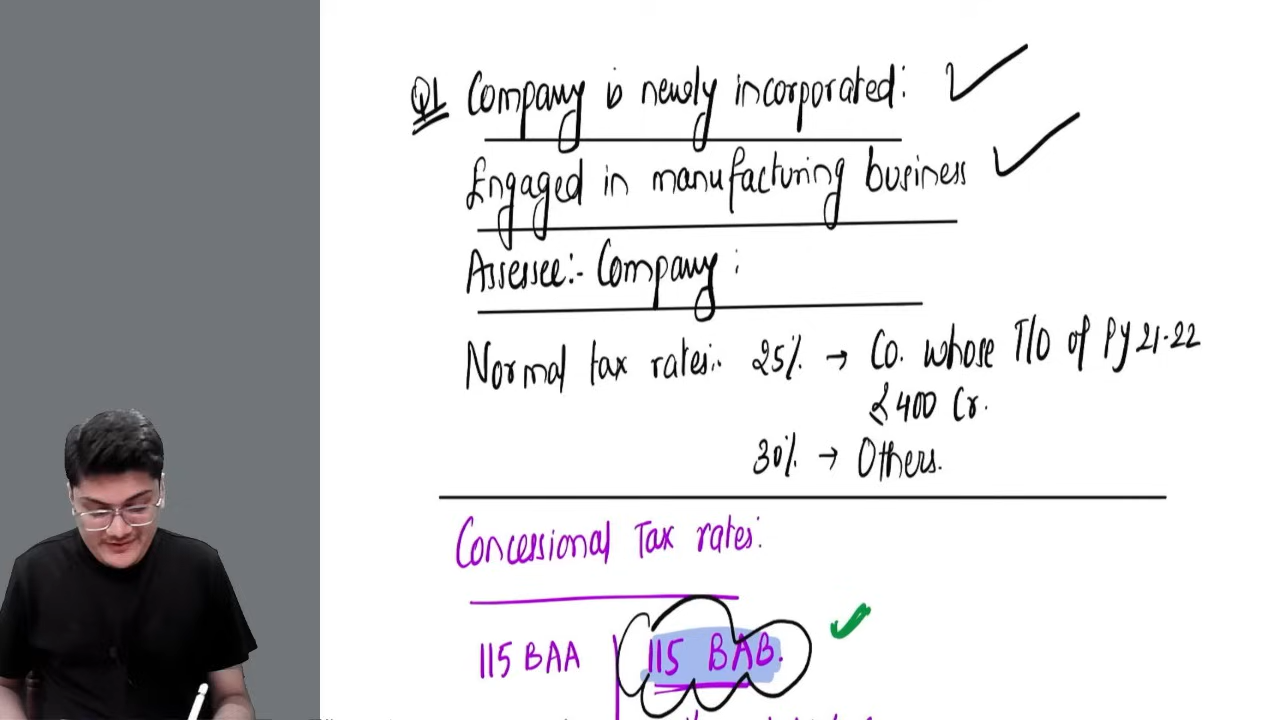 Q1 Company is newly incorporated:
Engaged in manufacturing business
Assessee:- Company:
Normal tax rates:. 25% → Co. whose T/O of Py 21-22
≤ 400 Cr.
30% → Others.
Concessional Tax rates:
115 BAA 115 BAB.